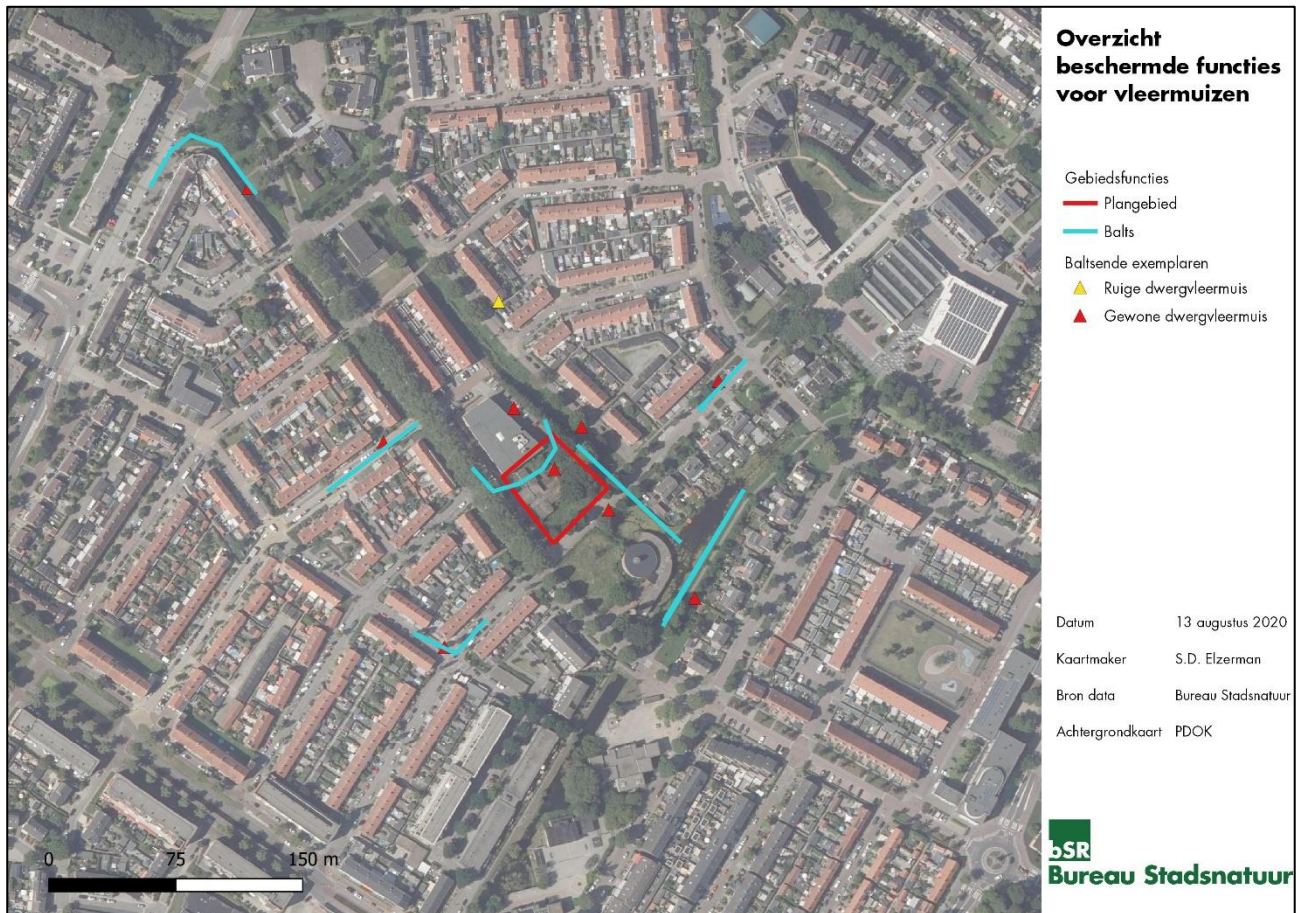 Overzicht
beschermde functies
voor vleermuizen
Gebiedsfuncties
Plangebied
Balts
Baltsende exemplaren
Ruige dwergvleermuis
Gewone dwergvleermuis
Datum 13 augustus 2020
Kaartmaker S.D. Elzerman
Bron data Bureau Stadsnatuur
Achtergrondkaart PDOK
0 75 150 m
bSR
Bureau Stadsnatuur